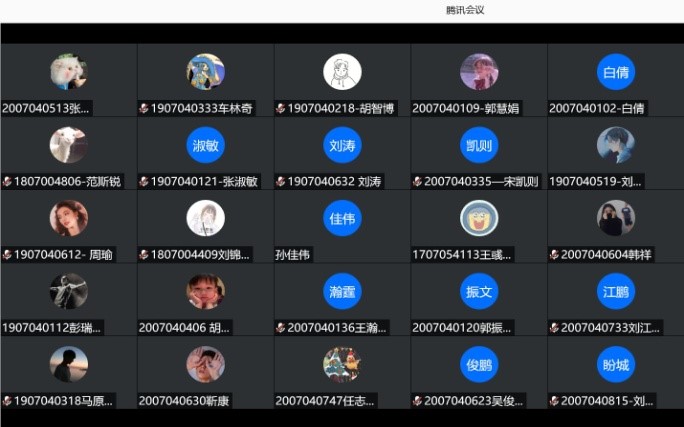 腾讯会议
2007040513张...
1907040333车林奇
1907040218-胡智博
2007040109-郭慧娟
白倩
2007040102-白倩
1807004806-范斯锐
淑敏
1907040121-张淑敏
刘涛
1907040632 刘涛
凯则
2007040335—宋凯则
1907040519-刘...
1907040612- 周瑜
1807004409刘锦...
佳伟
孙佳伟
1707054113王彧...
2007040604韩祥
1907040112彭瑞...
2007040406 胡...
瀚霆
2007040136王瀚...
振文
2007040120郭振...
江鹏
2007040733刘江...
1907040318马原...
2007040630靳康
2007040747任志...
俊鹏
2007040623吴俊...
盼城
2007040815-刘...